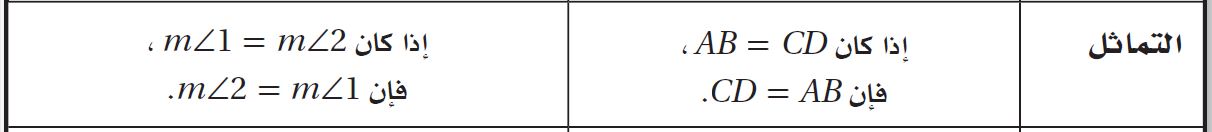 التماثل
إذا كان AB = CD ،
فإن CD = AB.
إذا كان m∠1 = m∠2 ،
فإن m∠2 = m∠1.